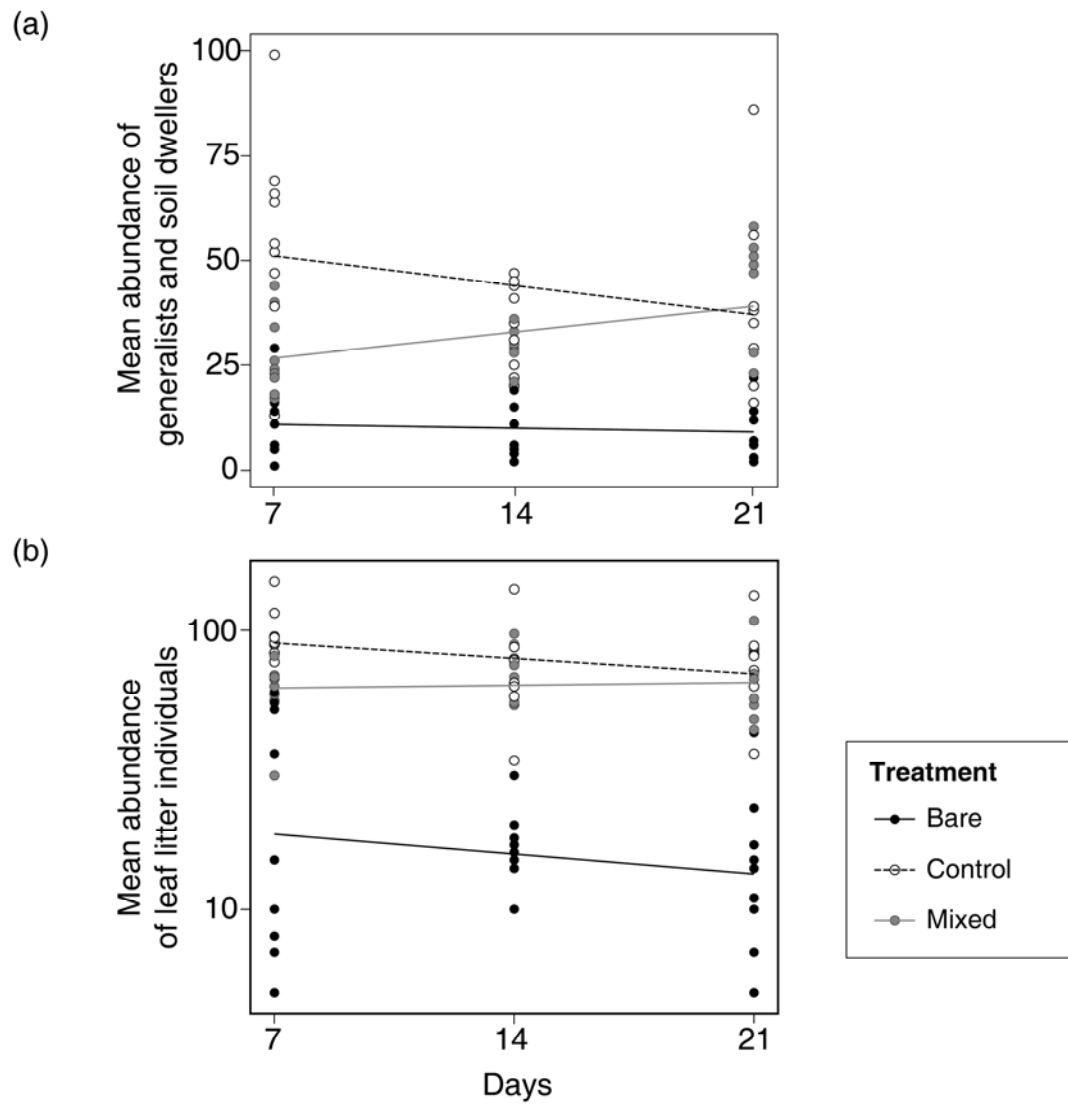 (a)
Mean abundance of
generalists and soil dwellers
100
75
50
25
0
7 14 21
(b)
Mean abundance
of leaf litter individuals
100
10
7 14 21
Days
Treatment
Bare
Control
Mixed